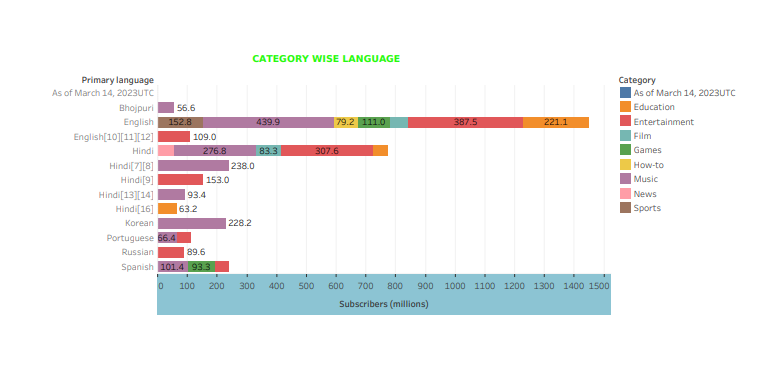 CATEGORY WISE LANGUAGE
Primary language
Category
As of March 14, 2023UTC
As of March 14, 2023UTC
Bhojpuri 56.6
Education
English 152.8 439.9 79.2 111.0 387.5 221.1
Entertainment
English[10][11][12] 109.0
Film
Hindi 276.8 83.3 307.6
Games
Hindi[7][8] 238.0
How-to
Hindi[9] 153.0
Music
Hindi[13][14] 93.4
News
Hindi[16] 63.2
Sports
Korean 228.2
Portuguese 66.4
Russian 89.6
Spanish 101.4 93.3
0 100 200 300 400 500 600 700 800 900 1000 1100 1200 1300 1400 1500
Subscribers (millions)